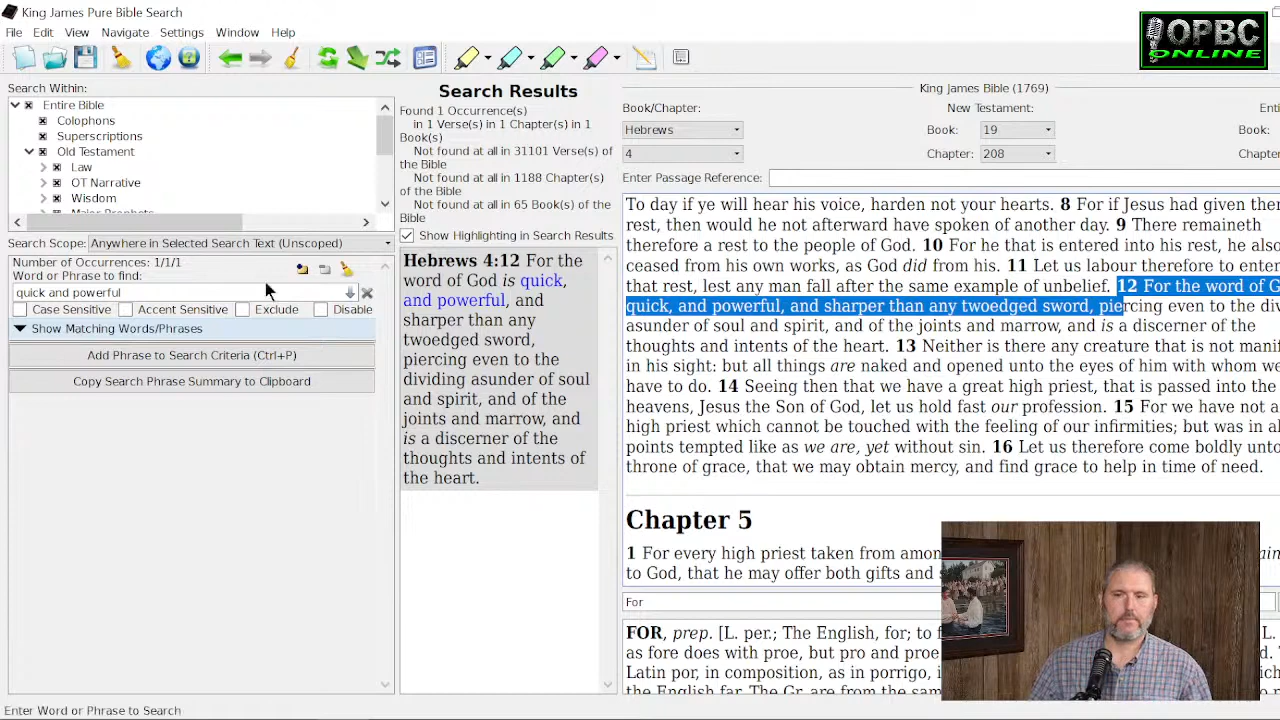 King James Pure Bible Search
File Edit View Navigate Settings Window Help
OPBC
ONLINE
Search Within:
Entire Bible
Colophons
Superscriptions
Old Testament
Law
OT Narrative
Wisdom
Major Prophets
Search Scope: Anywhere in Selected Search Text (Unscoped)
Number of Occurrences: 1/1/1
Word or Phrase to find:
quick and powerful
Case Sensitive Accent Sensitive Exclude Disable
Show Matching Words/Phrases
Add Phrase to Search Criteria (Ctrl+P)
Copy Search Phrase Summary to Clipboard
Search Results
Found 1 Occurrence(s)
in 1 Verse(s) in 1 Chapter(s) in 1
Book(s)
Not found at all in 31101 Verse(s) of
the Bible
Not found at all in 1188 Chapter(s)
of the Bible
Not found at all in 65 Book(s) of the
Bible
Show Highlighting in Search Results
Hebrews 4:12 For the
word of God is quick,
and powerful, and
sharper than any
twoedged sword,
piercing even to the
dividing asunder of soul
and spirit, and of the
joints and marrow, and
is a discerner of the
thoughts and intents of
the heart.
King James Bible (1769)
Book/Chapter: New Testament:
Hebrews Book: 19 Book:
4 Chapter: 208 Chapter
Enter Passage Reference:
To day if ye will hear his voice, harden not your hearts. 8 For if Jesus had given them
rest, then would he not afterward have spoken of another day. 9 There remaineth
therefore a rest to the people of God. 10 For he that is entered into his rest, he also
ceased from his own works, as God did from his. 11 Let us labour therefore to enter
that rest, lest any man fall after the same example of unbelief. 12 For the word of G
quick, and powerful, and sharper than any twoedged sword, piercing even to the div
asunder of soul and spirit, and of the joints and marrow, and is a discerner of the
thoughts and intents of the heart. 13 Neither is there any creature that is not manif
in his sight: but all things are naked and opened unto the eyes of him with whom we
have to do. 14 Seeing then that we have a great high priest, that is passed into the
heavens, Jesus the Son of God, let us hold fast our profession. 15 For we have not a
high priest which cannot be touched with the feeling of our infirmities; but was in al
points tempted like as we are, yet without sin. 16 Let us therefore come boldly unto
throne of grace, that we may obtain mercy, and find grace to help in time of need.
Chapter 5
1 For every high priest taken from amon
to God, that he may offer both gifts and s
For
FOR, prep. [L. per.; The English, for; to f
as fore does with proe, but pro and proe
Latin por, in composition, as in porrigo, i
the English far. The Gr. are from the same
Enter Word or Phrase to Search